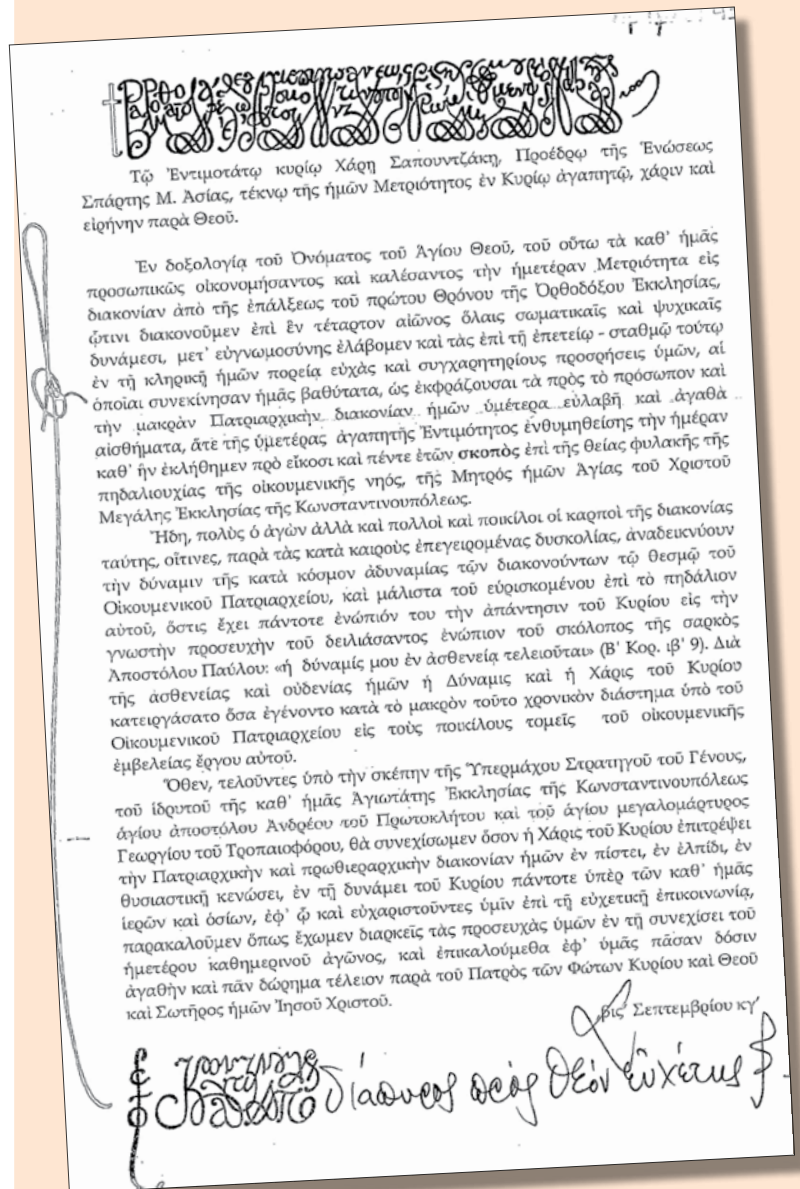 Τῷ Ἐντιμοτάτῳ κυρίῳ Χάρῃ Σαπουντζάκῃ, Προέδρῳ τῆς Ἑνώσεως
Σπάρτης Μ. Ἀσίας, τέκνῳ τῆς ἡμῶν Μετριότητος ἐν Κυρίῳ ἀγαπητῷ, χάριν καὶ
εἰρήνην παρὰ Θεοῦ.
Ἐν δοξολογίᾳ τοῦ Ὀνόματος τοῦ Ἁγίου Θεοῦ, τοῦ οὕτω τὰ καθ' ἡμᾶς
προσωπικῶς οἰκονομήσαντος καὶ καλέσαντος τὴν ἡμετέραν Μετριότητα εἰς
διακονίαν ἀπὸ τῆς ἐπάλξεως τοῦ πρώτου Θρόνου τῆς Ὀρθοδόξου Ἐκκλησίας,
ᾧτινι διακονοῦμεν ἐπὶ ἓν τέταρτον αἰῶνος ὅλαις σωματικαῖς καὶ ψυχικαῖς
δυνάμεσι, μετ' εὐγνωμοσύνης ἐλάβομεν καὶ τὰς ἐπὶ τῇ ἐπετείῳ - σταθμῷ τούτῳ
ἐν τῇ κληρικῇ ἡμῶν πορείᾳ εὐχὰς καὶ συγχαρητηρίους προσρήσεις ὑμῶν, αἱ
ὁποῖαι συνεκίνησαν ἡμᾶς βαθύτατα, ὡς ἐκφράζουσαι τὰ πρὸς τὸ πρόσωπον καὶ
τὴν μακρὰν Πατριαρχικὴν διακονίαν ἡμῶν ὑμέτερα εὐλαβῆ καὶ ἀγαθὰ
αἰσθήματα, ἅτε τῆς ὑμετέρας ἀγαπητῆς Ἐντιμότητος ἐνθυμηθείσης τὴν ἡμέραν
καθ' ἣν ἐκλήθημεν πρὸ εἴκοσι καὶ πέντε ἐτῶν σκοπὸς ἐπὶ τῆς θείας φυλακῆς τῆς
πηδαλιουχίας τῆς οἰκουμενικῆς νηός, τῆς Μητρὸς ἡμῶν Ἁγίας τοῦ Χριστοῦ
Μεγάλης Ἐκκλησίας τῆς Κωνσταντινουπόλεως.
Ἤδη, πολὺς ὁ ἀγὼν ἀλλὰ καὶ πολλοὶ καὶ ποικίλοι οἱ καρποὶ τῆς διακονίας
ταύτης, οἵτινες, παρὰ τὰς κατὰ καιροὺς ἐπεγειρομένας δυσκολίας, ἀναδεικνύουν
τὴν δύναμιν τῆς κατὰ κόσμον ἀδυναμίας τῶν διακονούντων τῷ θεσμῷ τοῦ
Οἰκουμενικοῦ Πατριαρχείου, καὶ μάλιστα τοῦ εὑρισκομένου ἐπὶ τὸ πηδάλιον
αὐτοῦ, ὅστις ἔχει πάντοτε ἐνώπιόν του τὴν ἀπάντησιν τοῦ Κυρίου εἰς τὴν
γνωστὴν προσευχὴν τοῦ δειλιάσαντος ἐνώπιον τοῦ σκόλοπος τῆς σαρκὸς
Ἀποστόλου Παύλου: «ἡ δύναμίς μου ἐν ἀσθενείᾳ τελειοῦται» (Β' Κορ. ιβ' 9). Διὰ
τῆς ἀσθενείας καὶ οὐδενίας ἡμῶν ἡ Δύναμις καὶ ἡ Χάρις τοῦ Κυρίου
κατειργάσατο ὅσα ἐγένοντο κατὰ τὸ μακρὸν τοῦτο χρονικὸν διάστημα ὑπὸ τοῦ
Οἰκουμενικοῦ Πατριαρχείου εἰς τοὺς ποικίλους τομεῖς τοῦ οἰκουμενικῆς
ἐμβελείας ἔργου αὐτοῦ.
Ὅθεν, τελοῦντες ὑπὸ τὴν σκέπην τῆς Ὑπερμάχου Στρατηγοῦ τοῦ Γένους,
τοῦ ἱδρυτοῦ τῆς καθ' ἡμᾶς Ἁγιωτάτης Ἐκκλησίας τῆς Κωνσταντινουπόλεως
ἁγίου ἀποστόλου Ἀνδρέου τοῦ Πρωτοκλήτου καὶ τοῦ ἁγίου μεγαλομάρτυρος
Γεωργίου τοῦ Τροπαιοφόρου, θὰ συνεχίσωμεν ὅσον ἡ Χάρις τοῦ Κυρίου ἐπιτρέψει
τὴν Πατριαρχικὴν καὶ πρωθιεραρχικὴν διακονίαν ἡμῶν ἐν πίστει, ἐν ἐλπίδι, ἐν
θυσιαστικῇ κενώσει, ἐν τῇ δυνάμει τοῦ Κυρίου πάντοτε ὑπὲρ τῶν καθ' ἡμᾶς
ἱερῶν καὶ ὁσίων, ἐφ' ᾧ καὶ εὐχαριστοῦντες ὑμῖν ἐπὶ τῇ εὐχετικῇ ἐπικοινωνίᾳ,
παρακαλοῦμεν ὅπως ἔχωμεν διαρκεῖς τὰς προσευχὰς ὑμῶν ἐν τῇ συνεχίσει τοῦ
ἡμετέρου καθημερινοῦ ἀγῶνος, καὶ ἐπικαλούμεθα ἐφ' ὑμᾶς πᾶσαν δόσιν
ἀγαθὴν καὶ πᾶν δώρημα τέλειον παρὰ τοῦ Πατρὸς τῶν Φώτων Κυρίου καὶ Θεοῦ
καὶ Σωτῆρος ἡμῶν Ἰησοῦ Χριστοῦ.
͵βις' Σεπτεμβρίου κγ'
διάπυρος πρὸς Θεὸν εὐχέτης